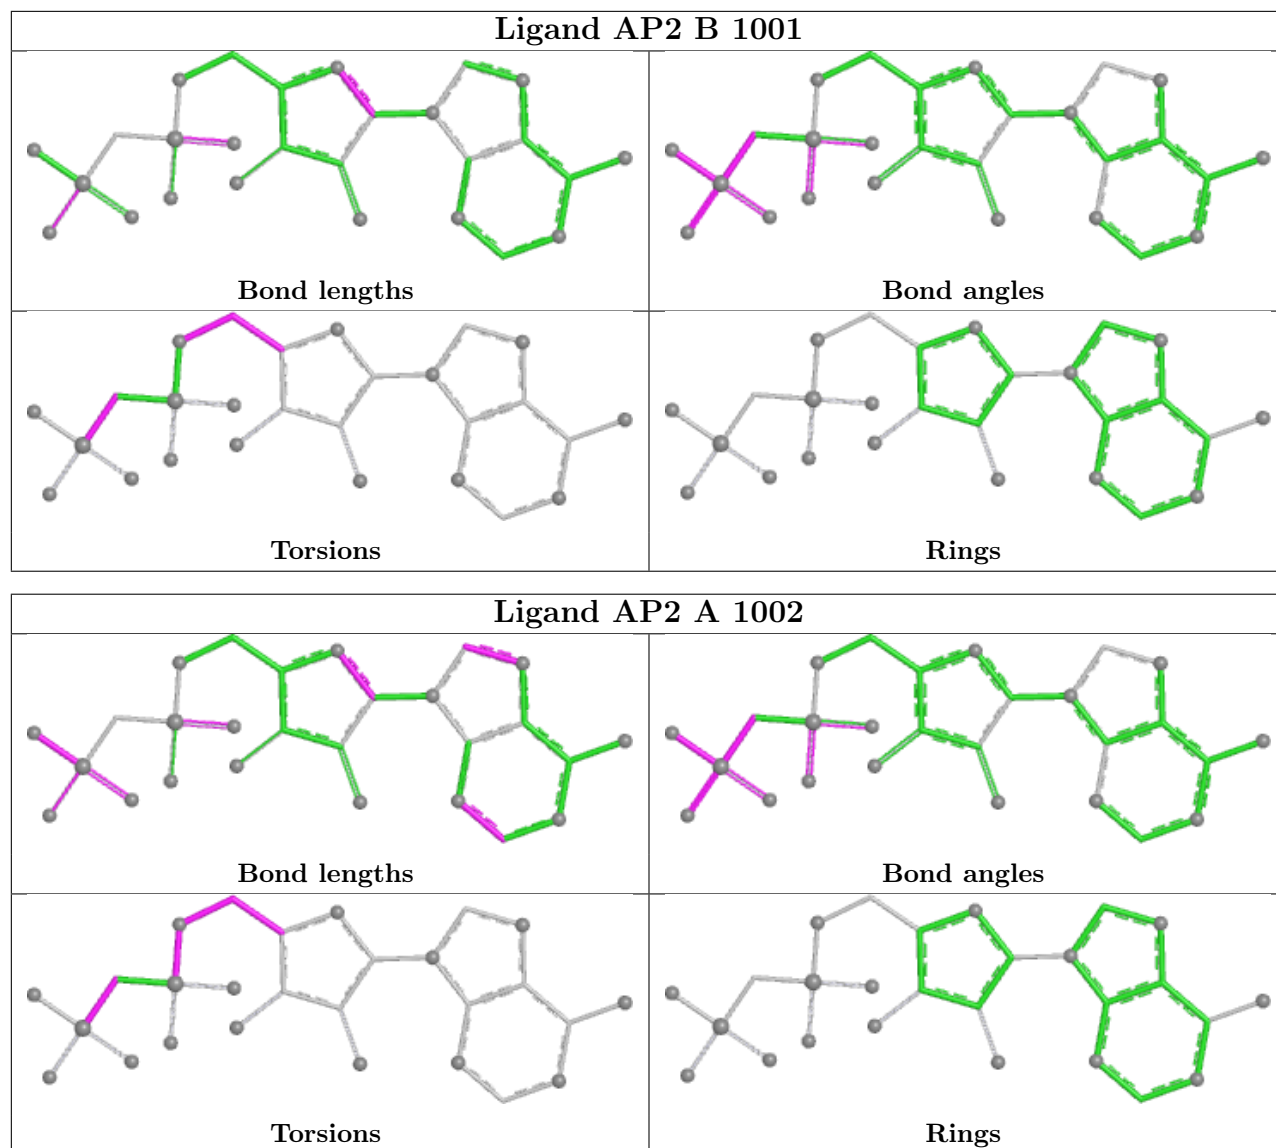 Ligand AP2 B 1001
Bond lengths
Bond angles
Torsions
Rings
Ligand AP2 A 1002
Bond lengths
Bond angles
Torsions
Rings